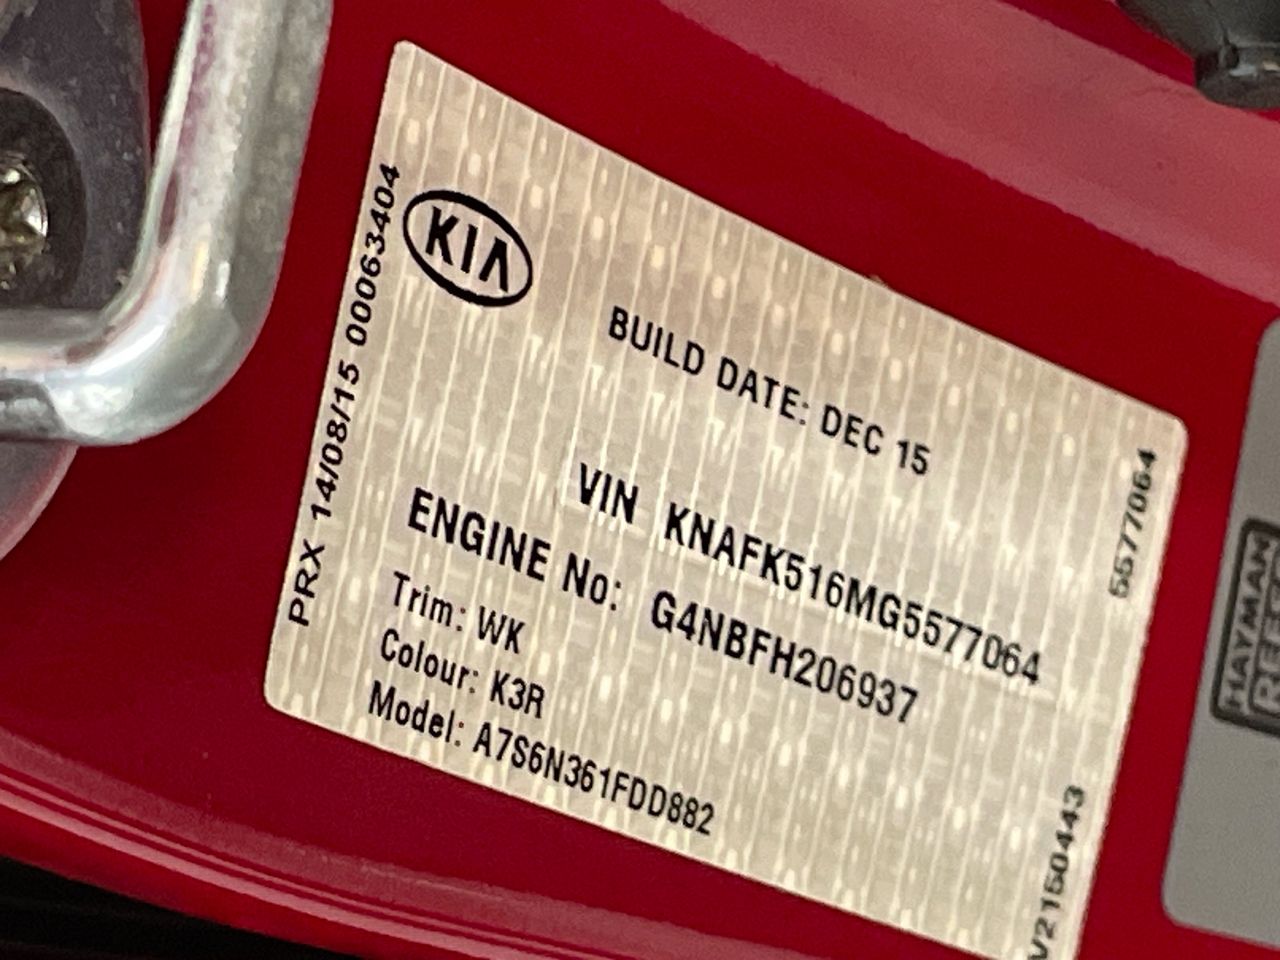 KIA
BUILD DATE: DEC 15
VIN KNAFK516MG5577064
ENGINE No: G4NBFH206937
Trim: WK
Colour: K3R
Model: A7S6N361FDD882
PRX 14/08/15 00063404
5577064
V2150443
HAYMAN